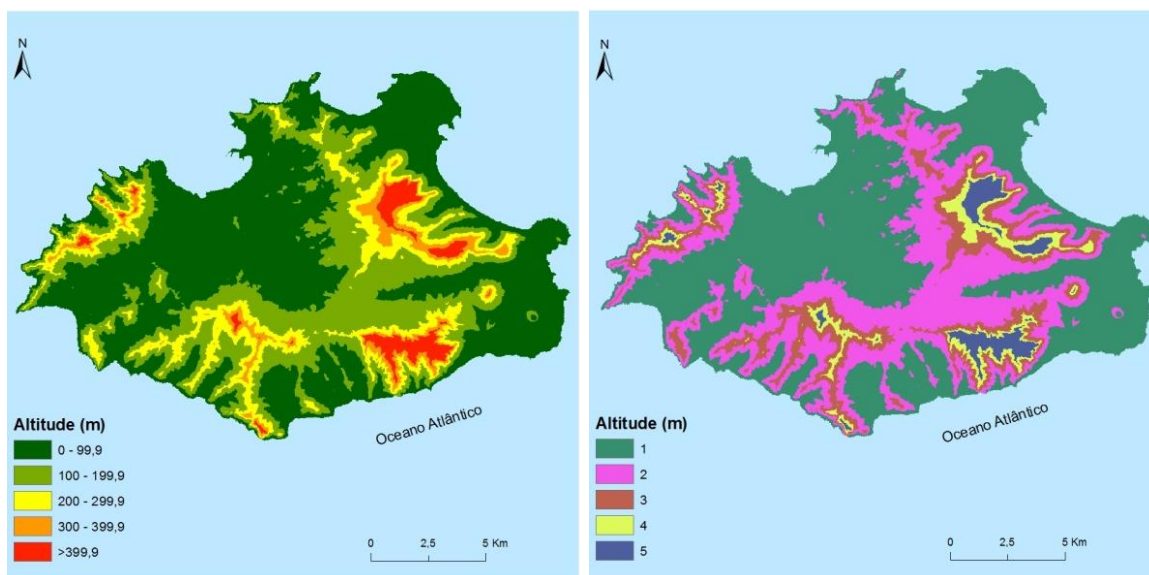 N
Oceano Atlântico
Altitude (m)
0 - 99,9
100 - 199,9
200 - 299,9
300 - 399,9
>399,9
0 2,5 5 Km
N
Oceano Atlântico
Altitude (m)
1
2
3
4
5
0 2,5 5 Km